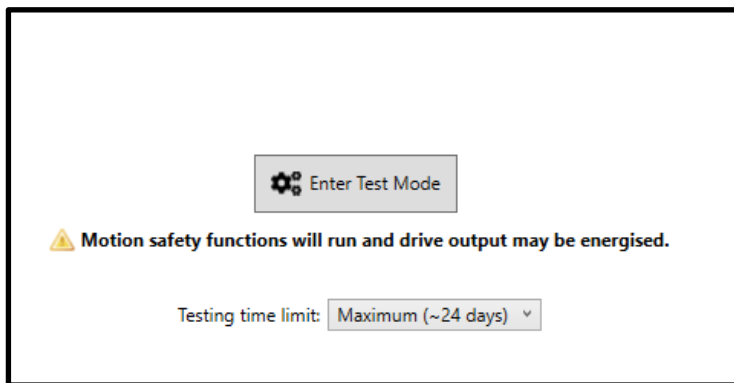 Enter Test Mode
Motion safety functions will run and drive output may be energised.
Testing time limit: Maximum (~24 days)